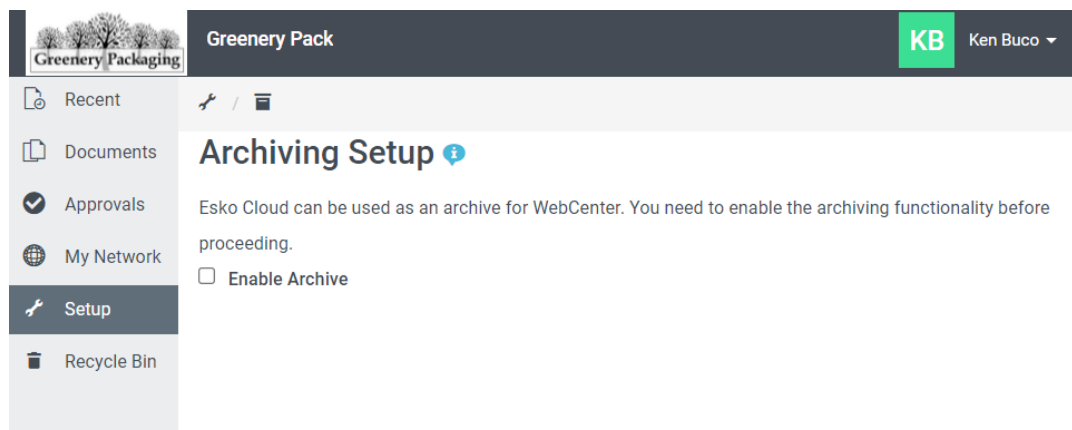 Greenery Packaging
Greenery Pack
KB
Ken Buco
Recent
Documents
Approvals
My Network
Setup
Recycle Bin
Archiving Setup
Esko Cloud can be used as an archive for WebCenter. You need to enable the archiving functionality before
proceeding.
Enable Archive